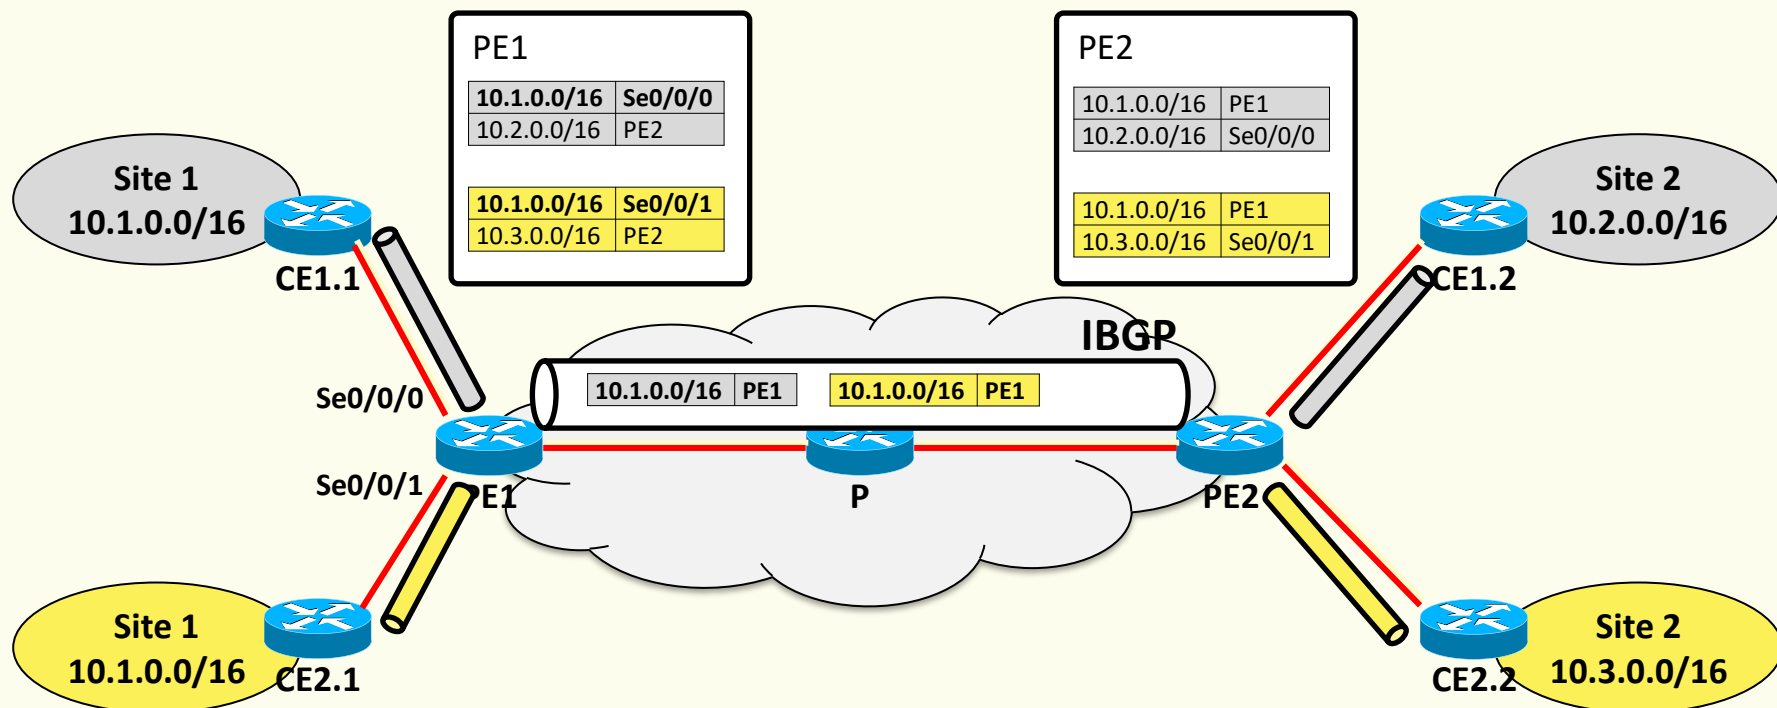 PE1
10.1.0.0/16 Se0/0/0
10.2.0.0/16 PE2
10.1.0.0/16 Se0/0/1
10.3.0.0/16 PE2
PE2
10.1.0.0/16 PE1
10.2.0.0/16 Se0/0/0
10.1.0.0/16 PE1
10.3.0.0/16 Se0/0/1
Site 1
10.1.0.0/16
CE1.1
Site 2
10.2.0.0/16
CE1.2
IBGP
10.1.0.0/16 PE1 10.1.0.0/16 PE1
Se0/0/0
Se0/0/1
PE1
P
PE2
Site 1
10.1.0.0/16
CE2.1
Site 2
10.3.0.0/16
CE2.2